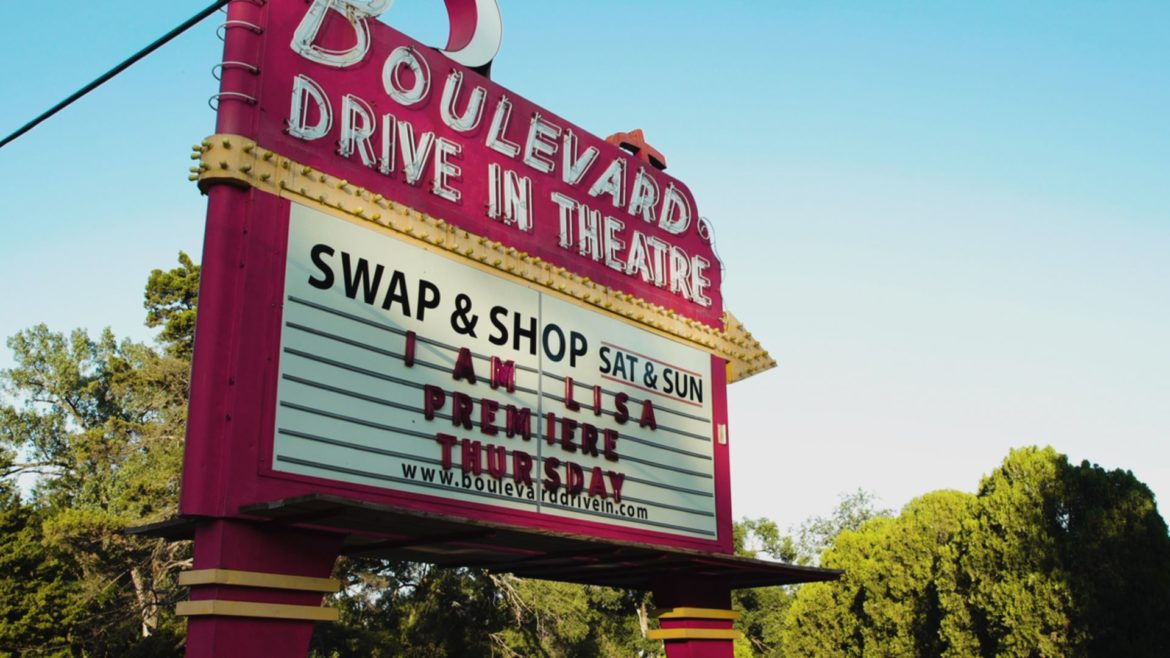 BOULEVARD
DRIVE IN THEATRE
SWAP & SHOP SAT & SUN
I AM LISA
PREMIERE
THURSDAY
www.boulevarddrivein.com